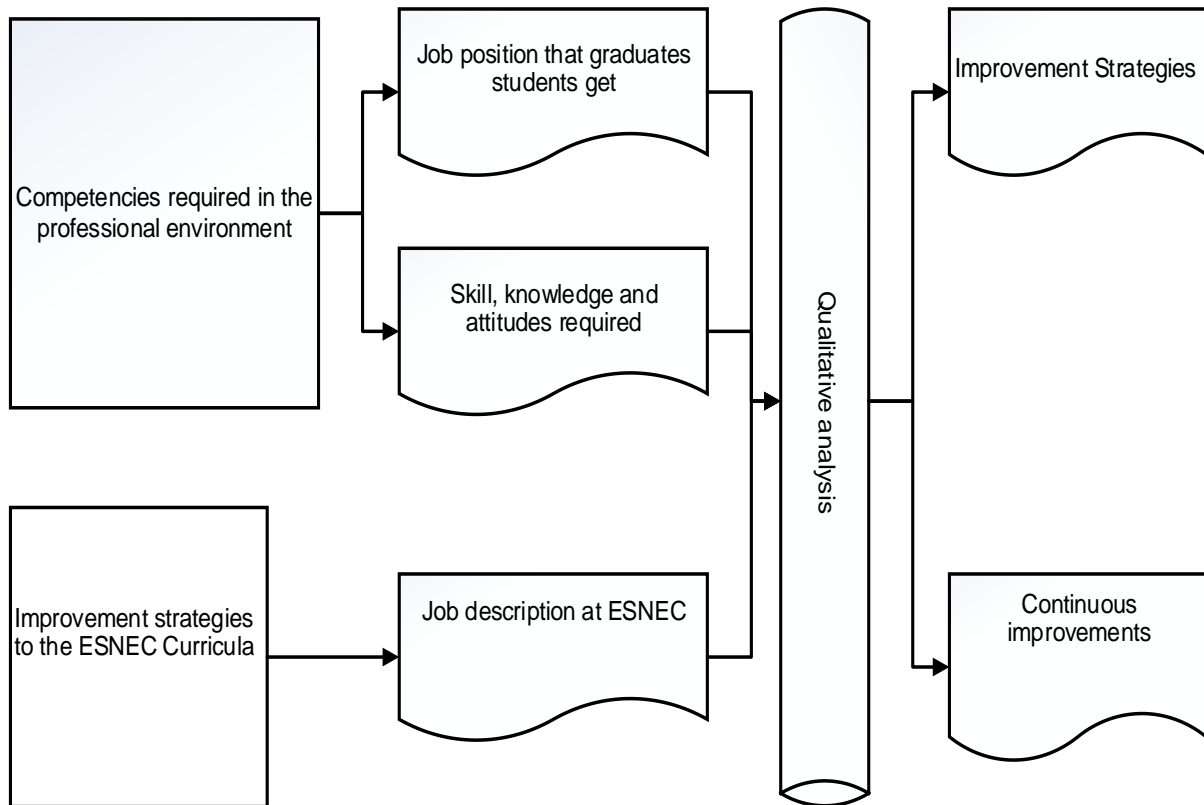 Job position that graduates
students get
Improvement Strategies
Competencies required in the
professional environment
Skill, knowledge and
attitudes required
Qualitative analysis
Improvement strategies
to the ESNEC Curricula
Job description at ESNEC
Continuous
improvements